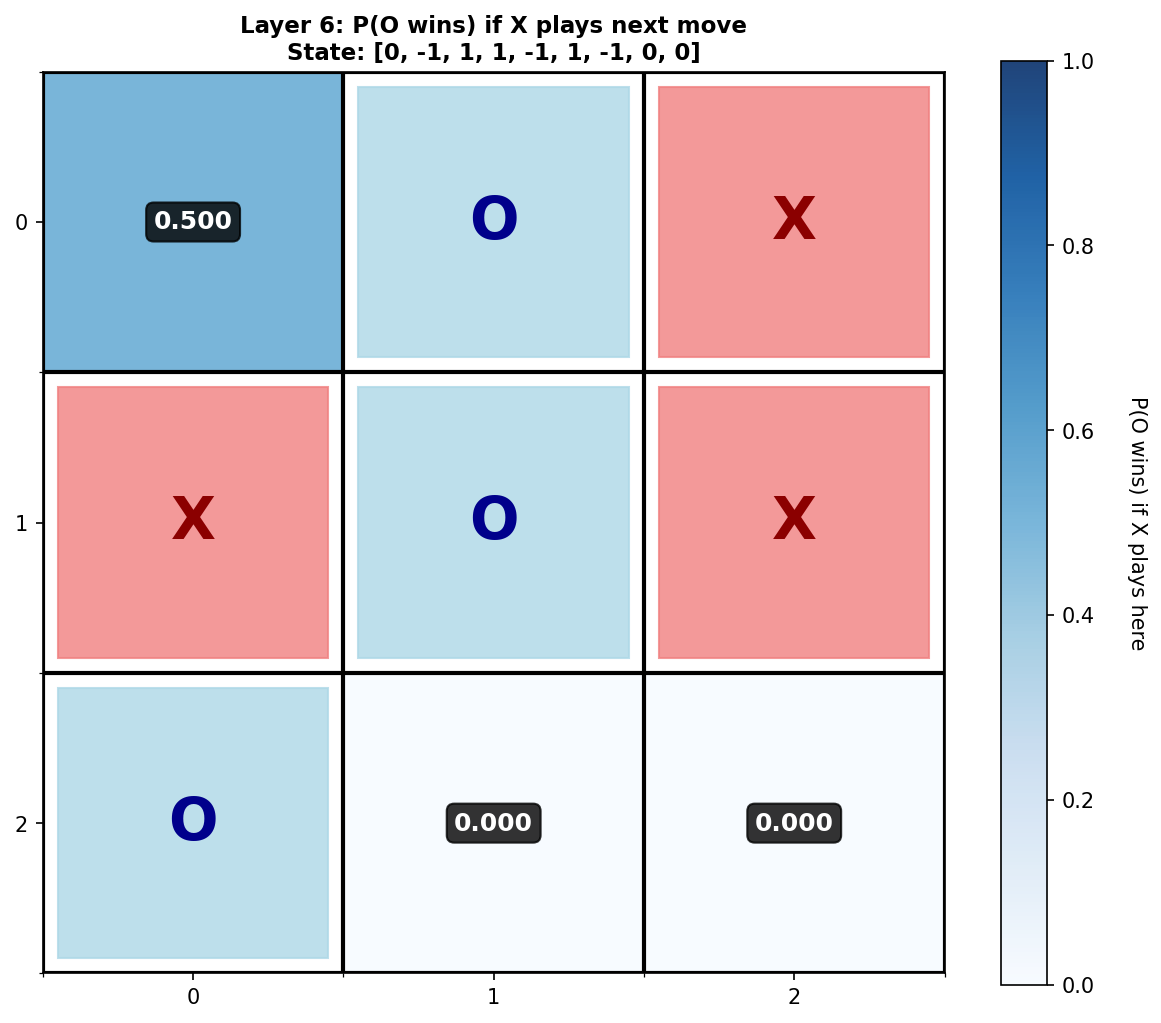 Layer 6: P(O wins) if X plays next move
State: [0, -1, 1, 1, -1, 1, -1, 0, 0]
0
0.500
O
X
1
X
O
X
2
O
0.000
0.000
0
1
2
1.0
0.8
0.6
0.4
0.2
0.0
P(O wins) if X plays here